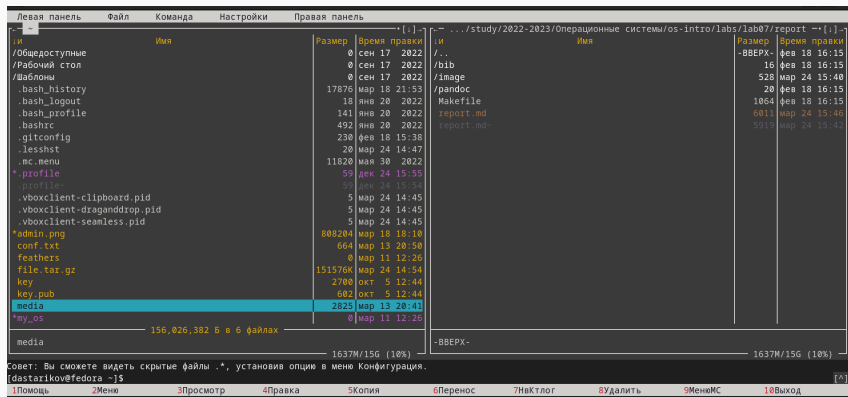 Левая панель Файл Команда Настройки Правая панель
~ .[↓] .../study/2022-2023/Операционные системы/os-intro/labs/lab07/report .[↓]
↓и Имя Размер Время правки ↓и Имя Размер Время правки
/Общедоступные 0 сен 17 2022 /.. -ВВЕРХ- фев 18 16:15
/Рабочий стол 0 сен 17 2022 /bib 16 фев 18 16:15
/Шаблоны 0 сен 17 2022 /image 528 мар 24 15:40
.bash_history 17876 мар 18 21:53 /pandoc 20 фев 18 16:15
.bash_logout 18 янв 20 2022 Makefile 1064 фев 18 16:15
.bash_profile 141 янв 20 2022 report.md 6011 мар 24 15:46
.bashrc 492 янв 20 2022 report.md~ 5919 мар 24 15:42
.gitconfig 230 фев 18 15:38
.lesshst 20 мар 24 14:47
.mc.menu 11820 мая 30 2022
*.profile 59 дек 24 15:55
.profile~ 59 дек 24 15:54
.vboxclient-clipboard.pid 5 мар 24 14:45
.vboxclient-draganddrop.pid 5 мар 24 14:45
.vboxclient-seamless.pid 5 мар 24 14:45
*admin.png 808204 мар 18 18:10
conf.txt 664 мар 13 20:50
feathers 0 мар 11 12:26
file.tar.gz 151576K мар 24 14:54
key 2700 окт 5 12:44
key.pub 602 окт 5 12:44
media 2825 мар 13 20:41
*my_os 0 мар 11 12:26
156,026,382 Б в 6 файлах
media -ВВЕРХ-
1637M/15G (10%) 1637M/15G (10%)
Совет: Вы сможете видеть скрытые файлы .*, установив опцию в меню Конфигурация.
[dastarikov@fedora ~]$ [^]
1Помощь 2Меню 3Просмотр 4Правка 5Копия 6Перенос 7НвКтлог 8Удалить 9МенюMC 10Выход